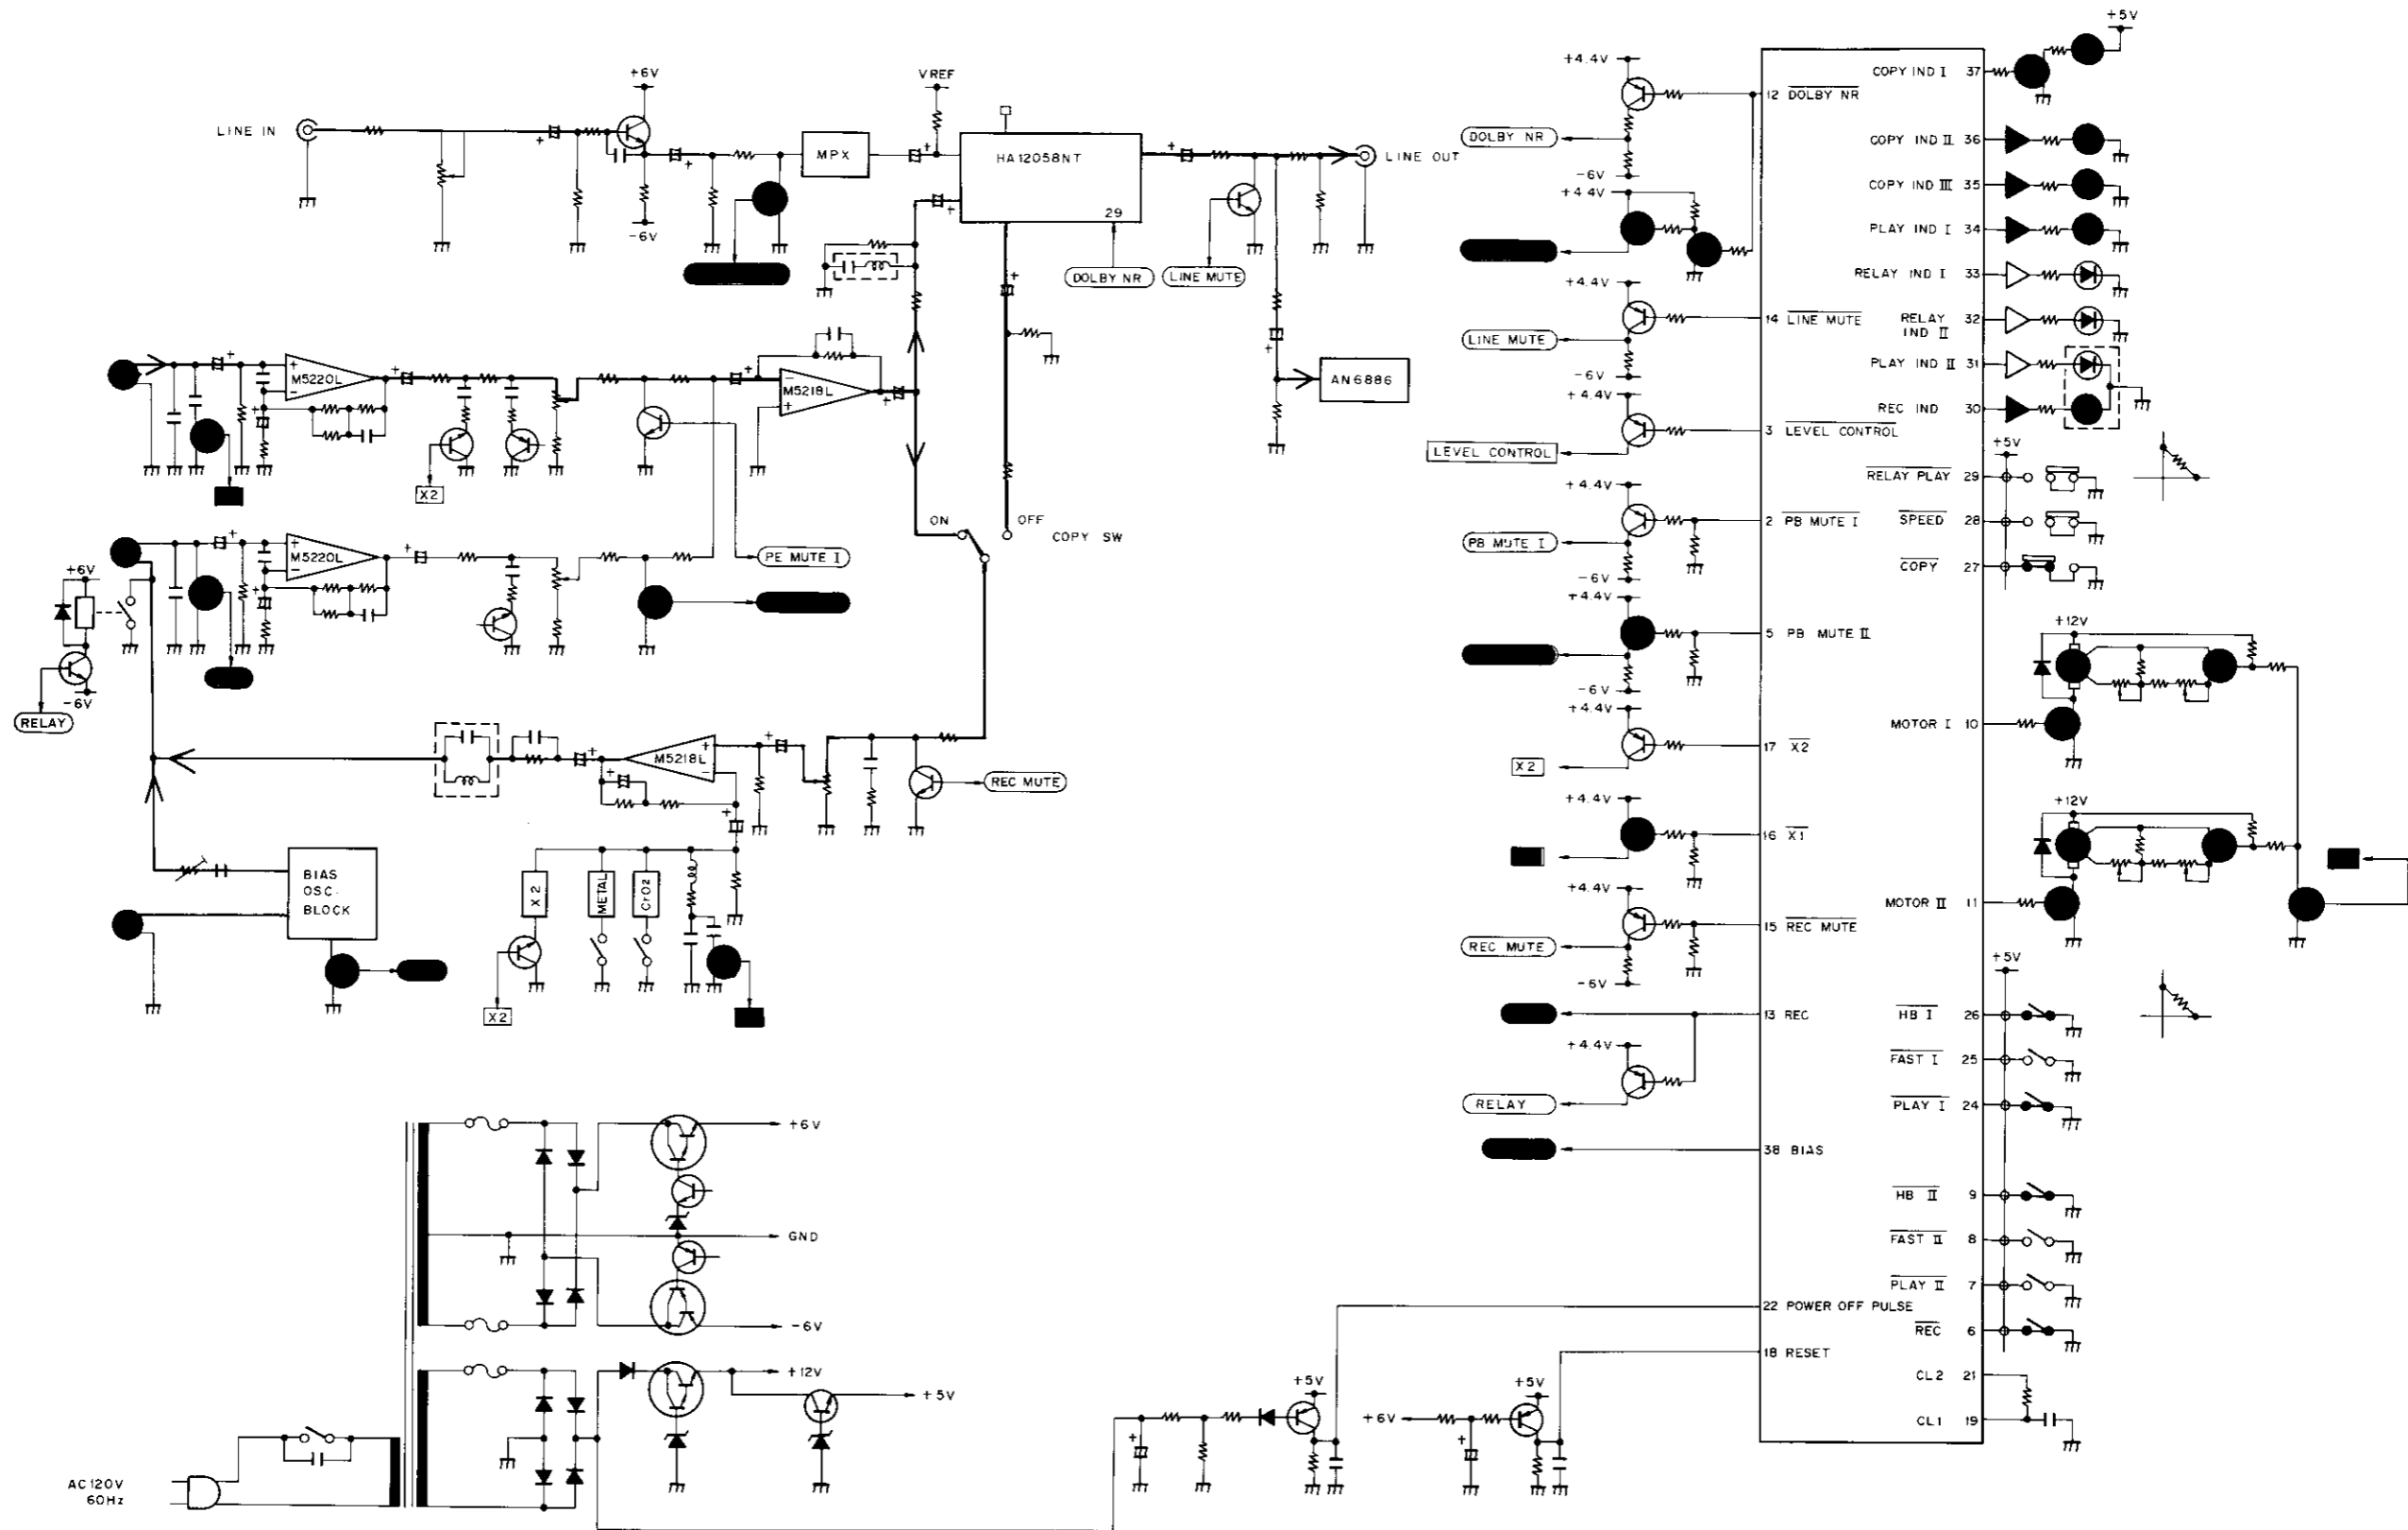 +6V
VREF
LINE IN
MPX
HA12058NT
29
LINE OUT
-6V
DOLBY NR
LINE MUTE
AN6886
M5220L
M5218L
X2
ON
OFF
COPY SW
M5220L
PE MUTE I
+6V
-6V
RELAY
M5218L
REC MUTE
BIAS
OSC.
BLOCK
X2
METAL
CrO2
X2
+6V
GND
-6V
+12V
+5V
AC120V
60Hz
+5V
+6V
+5V
+4.4V
DOLBY NR
-6V
+4.4V
+4.4V
LINE MUTE
-6V
+4.4V
LEVEL CONTROL
+4.4V
PB MUTE I
-6V
+4.4V
-6V
+4.4V
X2
+4.4V
+4.4V
REC MUTE
-6V
+4.4V
RELAY
12 DOLBY NR
14 LINE MUTE
3 LEVEL CONTROL
2 PB MUTE I
5 PB MUTE II
17 X2
16 X1
15 REC MUTE
13 REC
38 BIAS
22 POWER OFF PULSE
18 RESET
+5V
COPY IND I 37
COPY IND II 36
COPY IND III 35
PLAY IND I 34
RELAY IND I 33
RELAY IND II 32
PLAY IND II 31
REC IND 30
+5V
RELAY PLAY 29
SPEED 28
COPY 27
+12V
MOTOR I 10
+12V
MOTOR II 11
+5V
HB I 26
FAST I 25
PLAY I 24
HB II 9
FAST II 8
PLAY II 7
REC 6
CL2 21
CL1 19